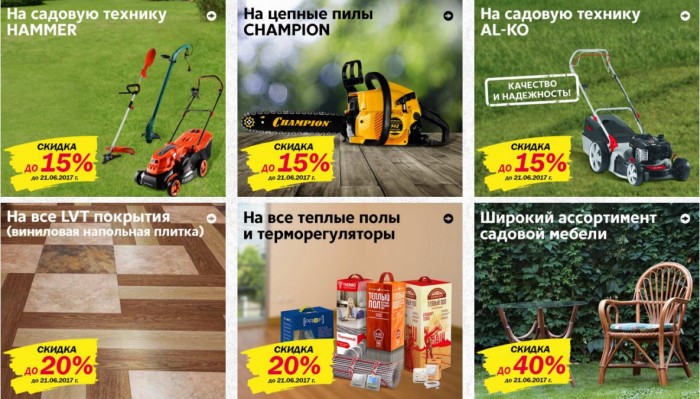 На садовую технику
HAMMER
СКИДКА
до 15%
до 21.06.2017 г.
На цепные пилы
CHAMPION
CHAMPION
СКИДКА
до 15%
до 21.06.2017 г.
На садовую технику
AL-KO
КАЧЕСТВО
И НАДЕЖНОСТЬ!
СКИДКА
до 15%
до 21.06.2017 г.
На все LVT покрытия
(виниловая напольная плитка)
СКИДКА
до 20%
до 21.06.2017 г.
На все теплые полы
и терморегуляторы
ТЕПЛЫЙ
ПОЛ
СКИДКА
20%
до 21.06.2017 г.
Широкий ассортимент
садовой мебели
СКИДКА
до 40%
до 21.06.2017 г.